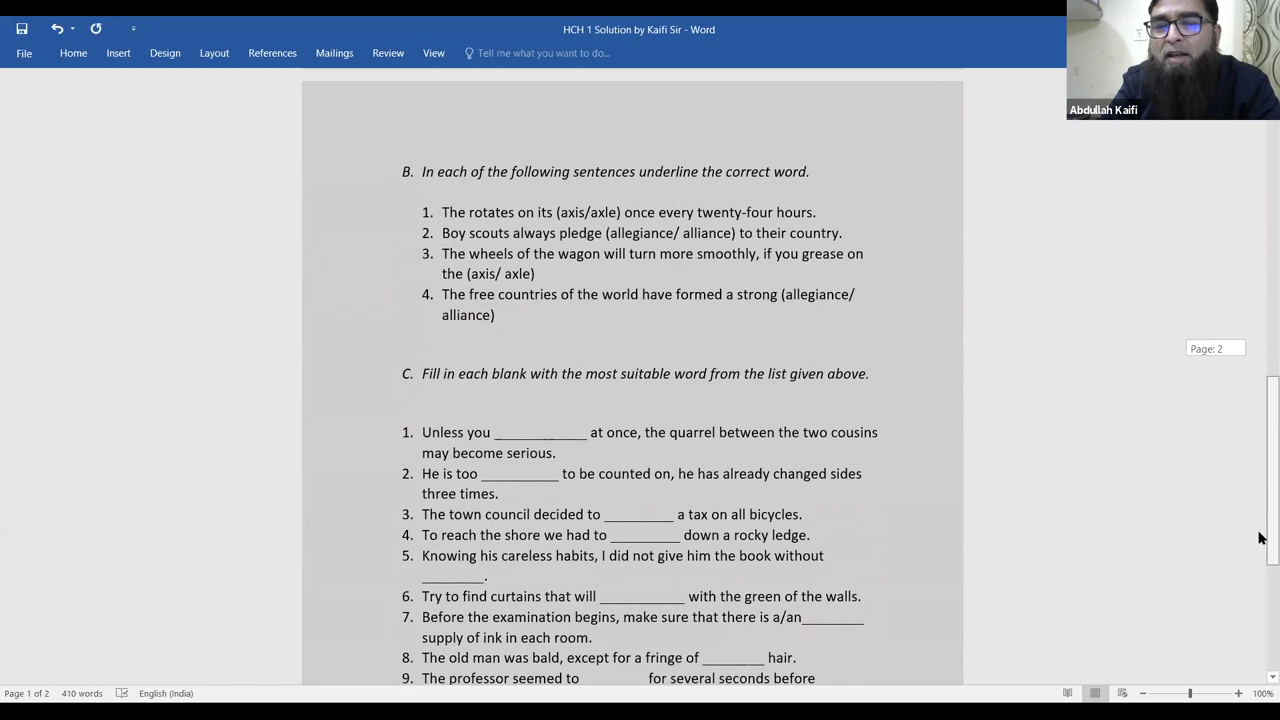 HCH 1 Solution by Kaifi Sir - Word
File Home Insert Design Layout References Mailings Review View Tell me what you want to do...
Abdullah Kaifi
B. In each of the following sentences underline the correct word.
1. The rotates on its (axis/axle) once every twenty-four hours.
2. Boy scouts always pledge (allegiance/ alliance) to their country.
3. The wheels of the wagon will turn more smoothly, if you grease on
the (axis/ axle)
4. The free countries of the world have formed a strong (allegiance/
alliance)
Page: 2
C. Fill in each blank with the most suitable word from the list given above.
1. Unless you ____________ at once, the quarrel between the two cousins
may become serious.
2. He is too __________ to be counted on, he has already changed sides
three times.
3. The town council decided to _________ a tax on all bicycles.
4. To reach the shore we had to _________ down a rocky ledge.
5. Knowing his careless habits, I did not give him the book without
________.
6. Try to find curtains that will ___________ with the green of the walls.
7. Before the examination begins, make sure that there is a/an________
supply of ink in each room.
8. The old man was bald, except for a fringe of ________ hair.
9. The professor seemed to ________ for several seconds before
Page 1 of 2 410 words English (India) 100%